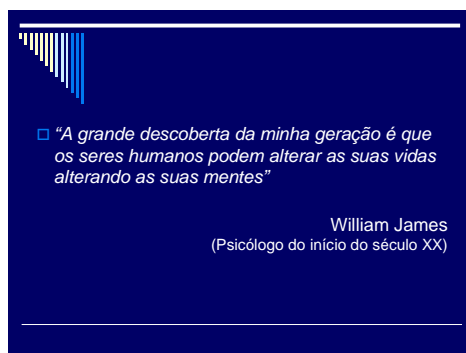 “A grande descoberta da minha geração é que
os seres humanos podem alterar as suas vidas
alterando as suas mentes”
William James
(Psicólogo do início do século XX)